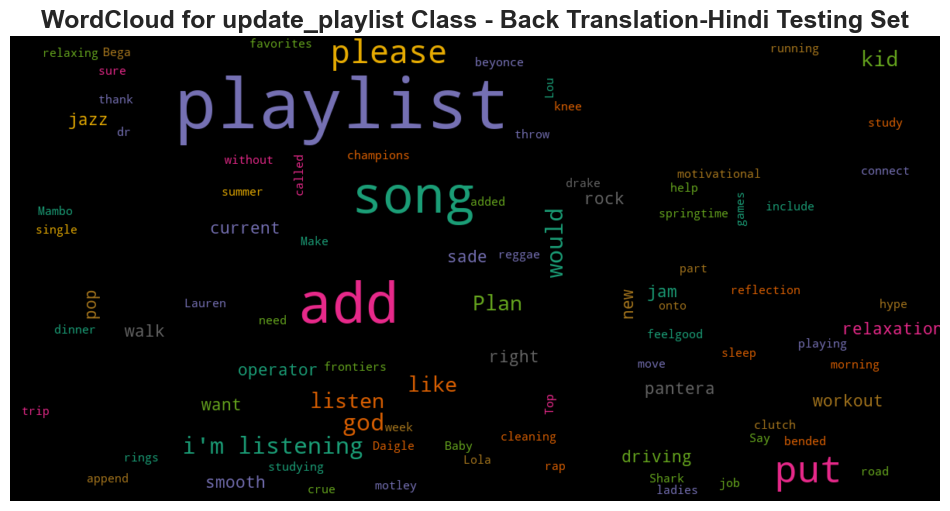 WordCloud for update_playlist Class - Back Translation-Hindi Testing Set
favorites
relaxing
Bega
please
running
kid
sure
beyonce
thank
playlist
Lou
knee
jazz
dr
throw
study
without
called
champions
motivational
connect
summer
song
added
drake
rock
help
games
include
Mambo
springtime
single
current
Make
would
sade
reggae
part
pop
Lauren
add
Plan
new
jam
onto
reflection
hype
need
dinner
walk
feelgood
relaxation
right
sleep
playing
operator
frontiers
move
morning
like
pantera
want
listen
Top
workout
trip
god
week
clutch
i'm listening
Daigle
Baby
cleaning
Say
bended
rings
studying
Lola
rap
driving
put
road
append
smooth
crue
motley
Shark
ladies
job